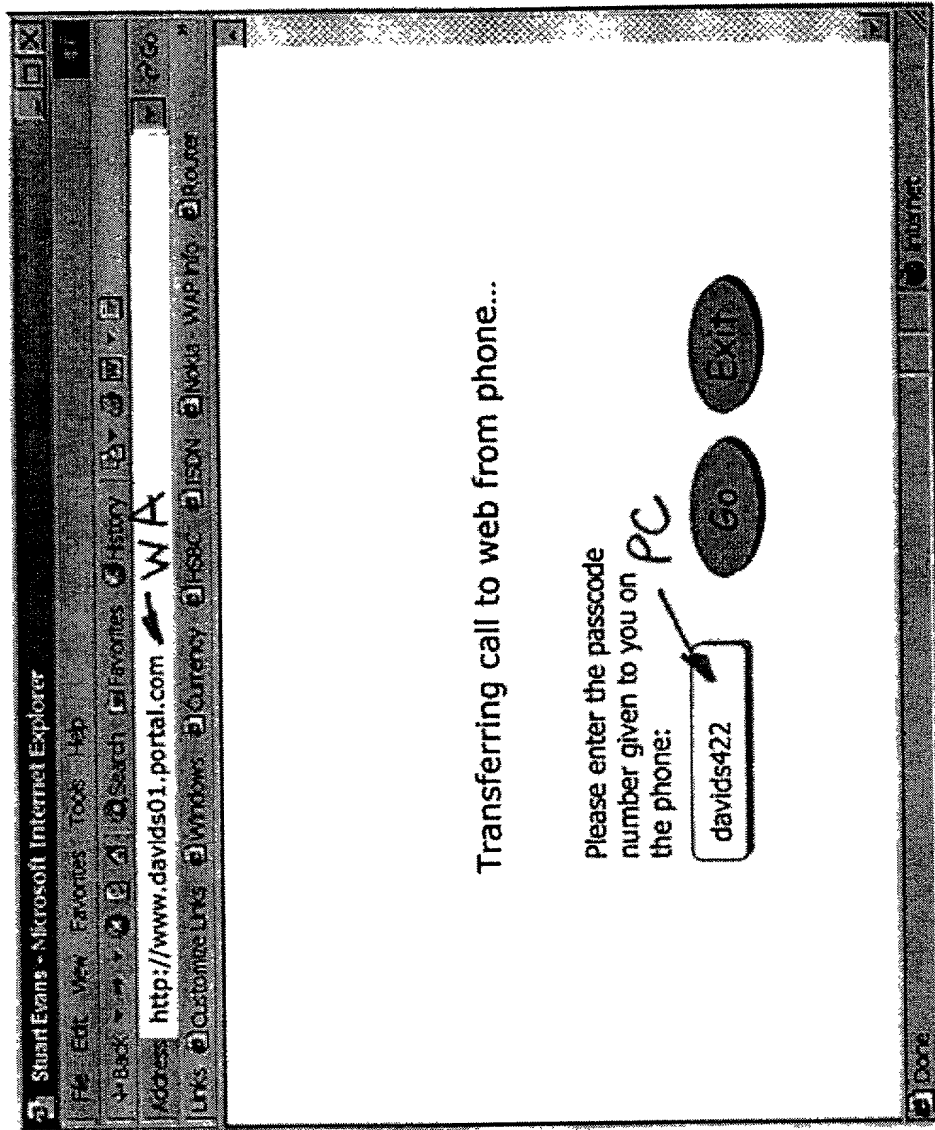 Stuart Evans - Microsoft Internet Explorer
File Edit View Favorites Tools Help
Back Search Favorites History
Address http://www.davids01.portal.com WA Go
Links Customize Links Windows Currency HSBC ISDN Nokia - WAP info Router
Transferring call to web from phone...
Please enter the passcode
number given to you on PC
the phone:
davids422 Go Exit
Done Internet